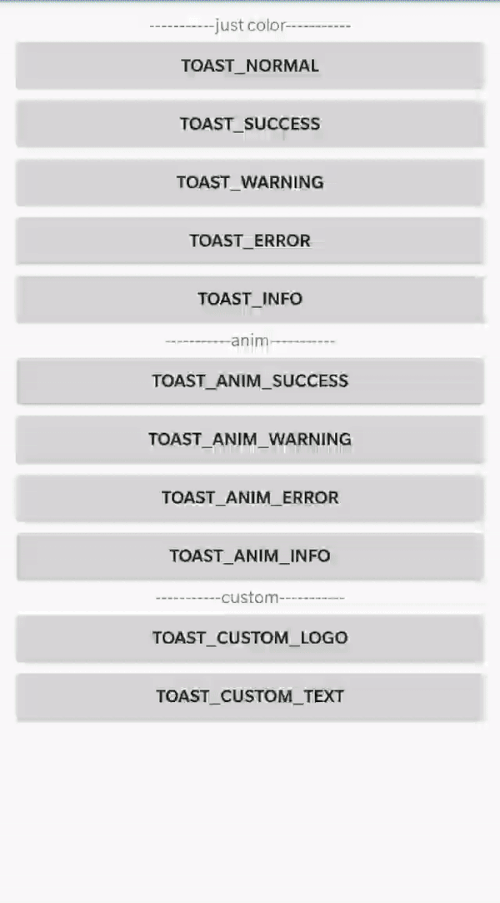 -----------just color-----------
TOAST_NORMAL
TOAST_SUCCESS
TOAST_WARNING
TOAST_ERROR
TOAST_INFO
-----------anim-----------
TOAST_ANIM_SUCCESS
TOAST_ANIM_WARNING
TOAST_ANIM_ERROR
TOAST_ANIM_INFO
-----------custom-----------
TOAST_CUSTOM_LOGO
TOAST_CUSTOM_TEXT